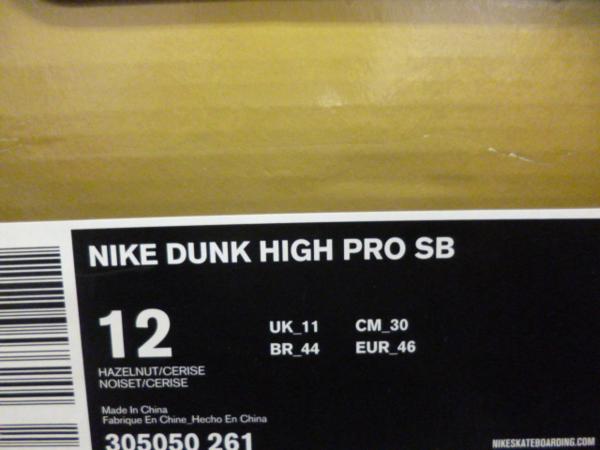 NIKE DUNK HIGH PRO SB
12
UK_11 CM_30
BR_44 EUR_46
HAZELNUT/CERISE
NOISET/CERISE
Made In China
Fabrique En Chine_Hecho En China
305050 261
NIKESKATEBOARDING.COM